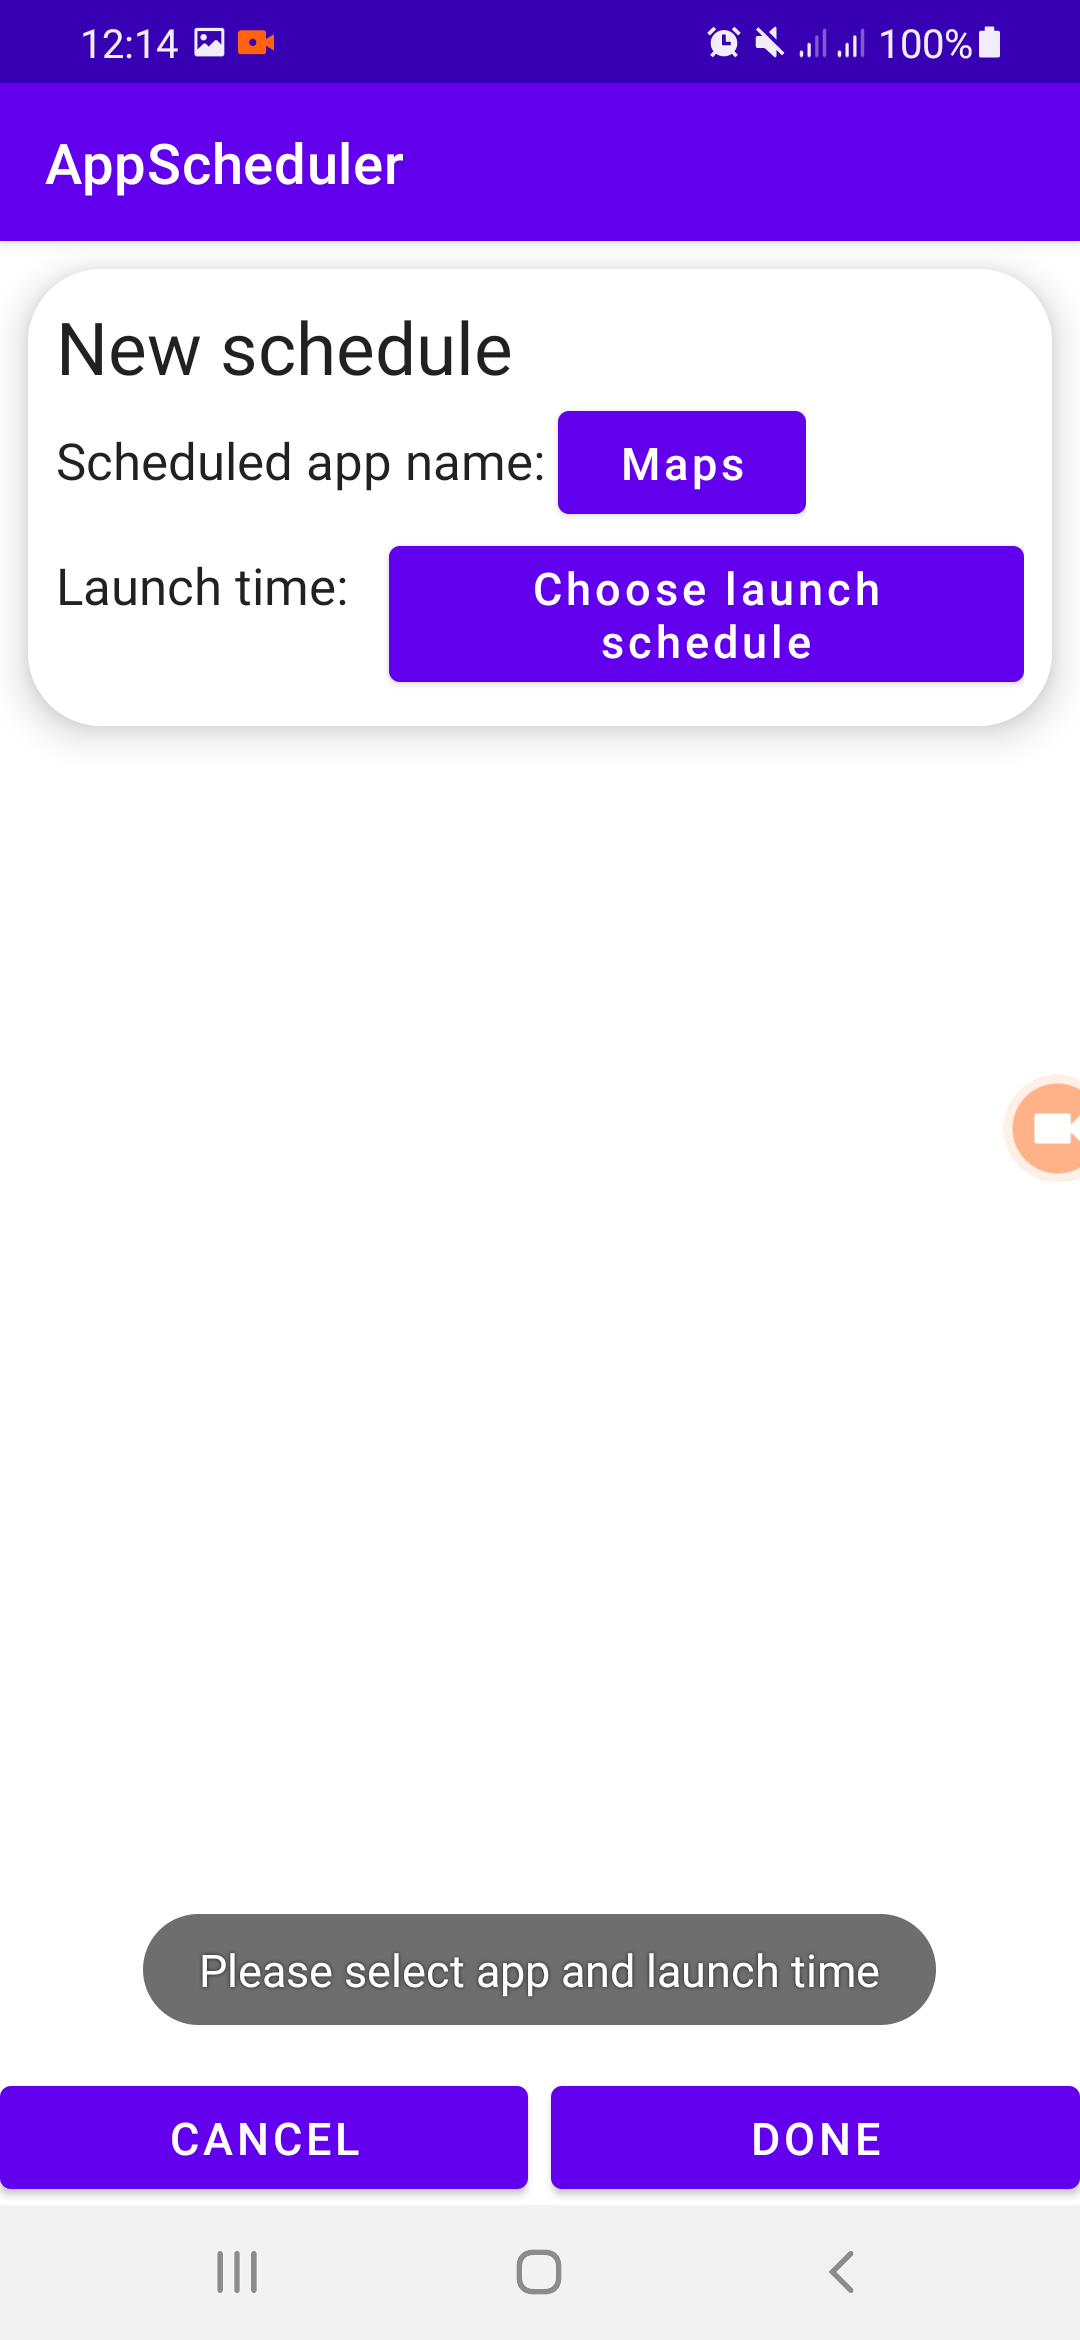 12:14 100%
AppScheduler
New schedule
Scheduled app name: Maps
Launch time: Choose launch
schedule
Please select app and launch time
CANCEL DONE